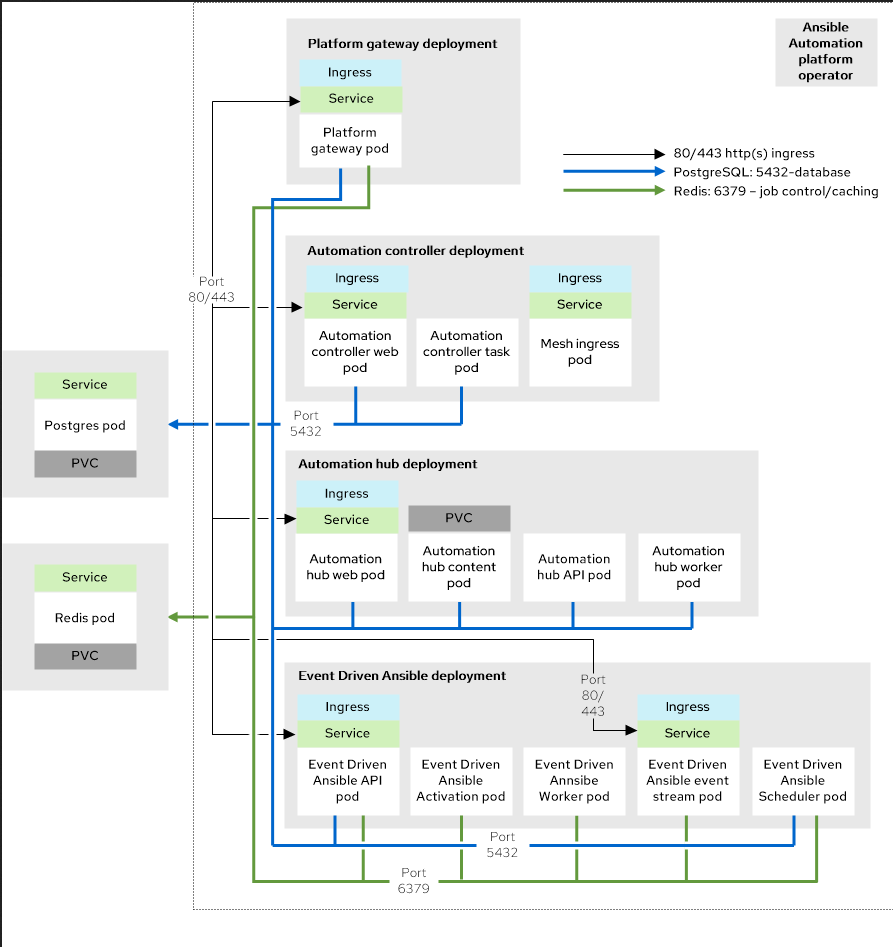 Platform gateway deployment
Ingress
Service
Platform
gateway pod
Ansible
Automation
platform
operator
80/443 http(s) ingress
PostgreSQL: 5432-database
Redis: 6379 – job control/caching
Port
80/443
Automation controller deployment
Ingress
Service
Automation
controller web
pod
Automation
controller task
pod
Ingress
Service
Mesh ingress
pod
Service
Postgres pod
PVC
Port
5432
Automation hub deployment
Ingress
Service
Automation
hub web pod
PVC
Automation
hub content
pod
Automation
hub API pod
Automation
hub worker
pod
Service
Redis pod
PVC
Event Driven Ansible deployment
Port
80/
443
Ingress
Service
Event Driven
Ansible API
pod
Event Driven
Ansible
Activation pod
Event Driven
Annsibe
Worker pod
Ingress
Service
Event Driven
Ansible event
stream pod
Event Driven
Ansible
Scheduler pod
Port
5432
Port
6379